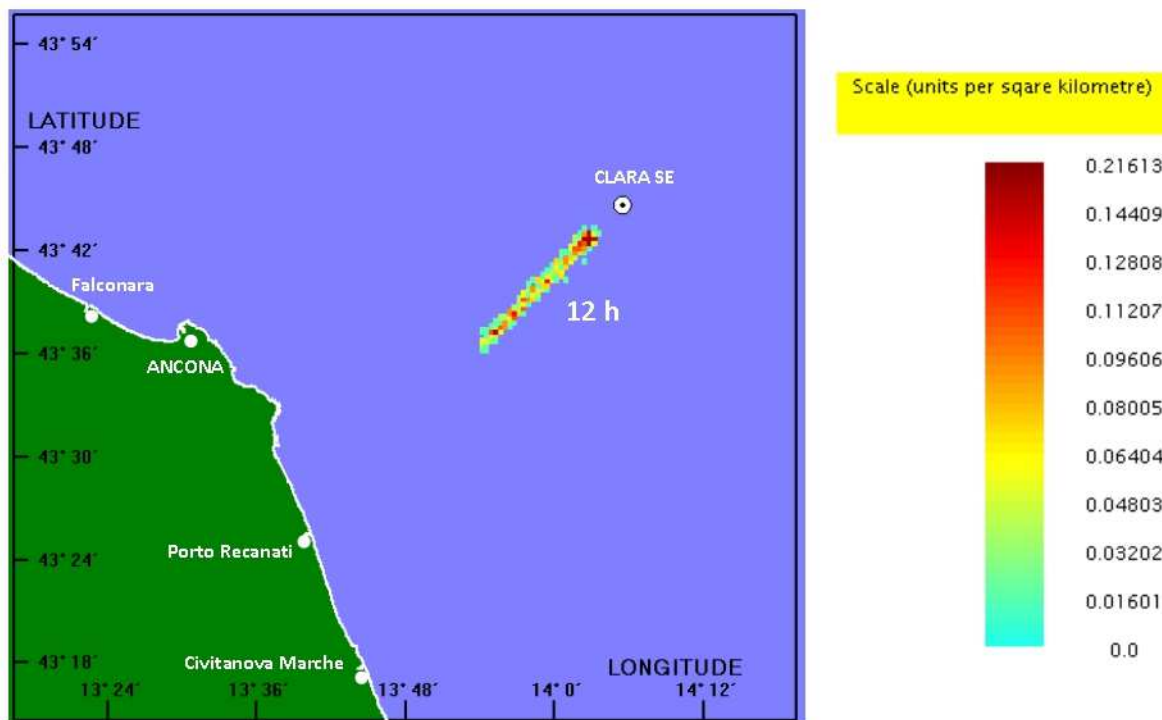 43° 54′
LATITUDE
43° 48′
CLARA SE
43° 42′
Falconara
12 h
43° 36′
ANCONA
43° 30′
Porto Recanati
43° 24′
Civitanova Marche
43° 18′
LONGITUDE
13° 24′
13° 36′
13° 48′
14° 0′
14° 12′
Scale (units per sqare kilometre)
0.21613
0.14409
0.12808
0.11207
0.09606
0.08005
0.06404
0.04803
0.03202
0.01601
0.0